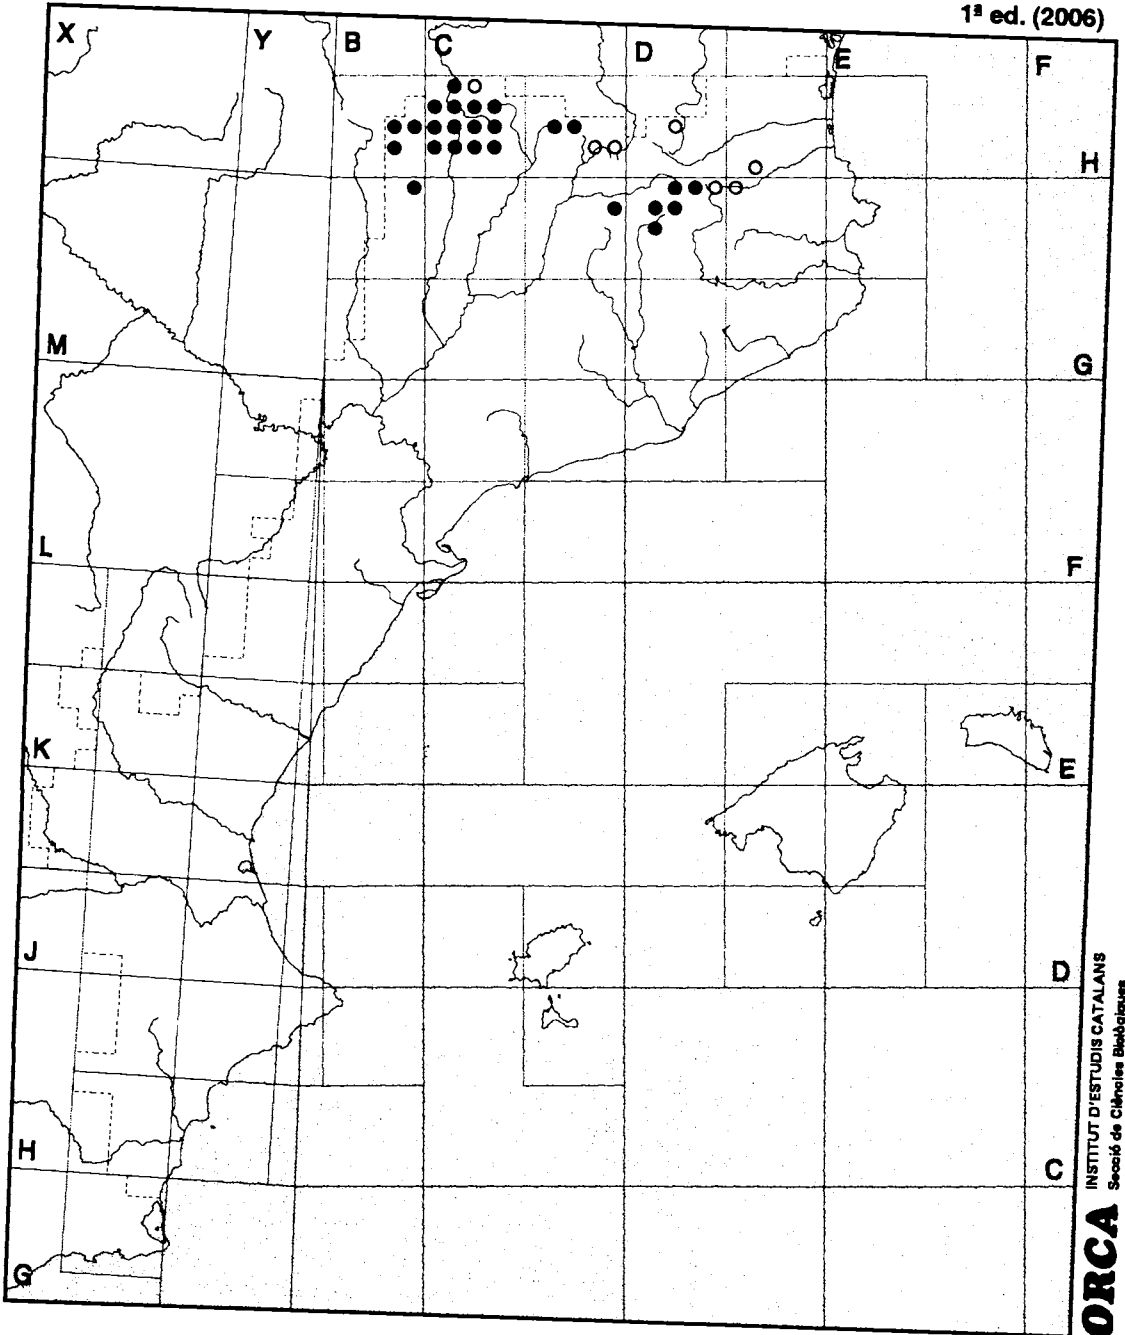 1ª ed. (2006)
X
Y
B
C
D
E
F
H
M
G
L
F
K
E
J
D
H
C
G
INSTITUT D'ESTUDIS CATALANS
Secció de Ciències Biològiques
ORCA